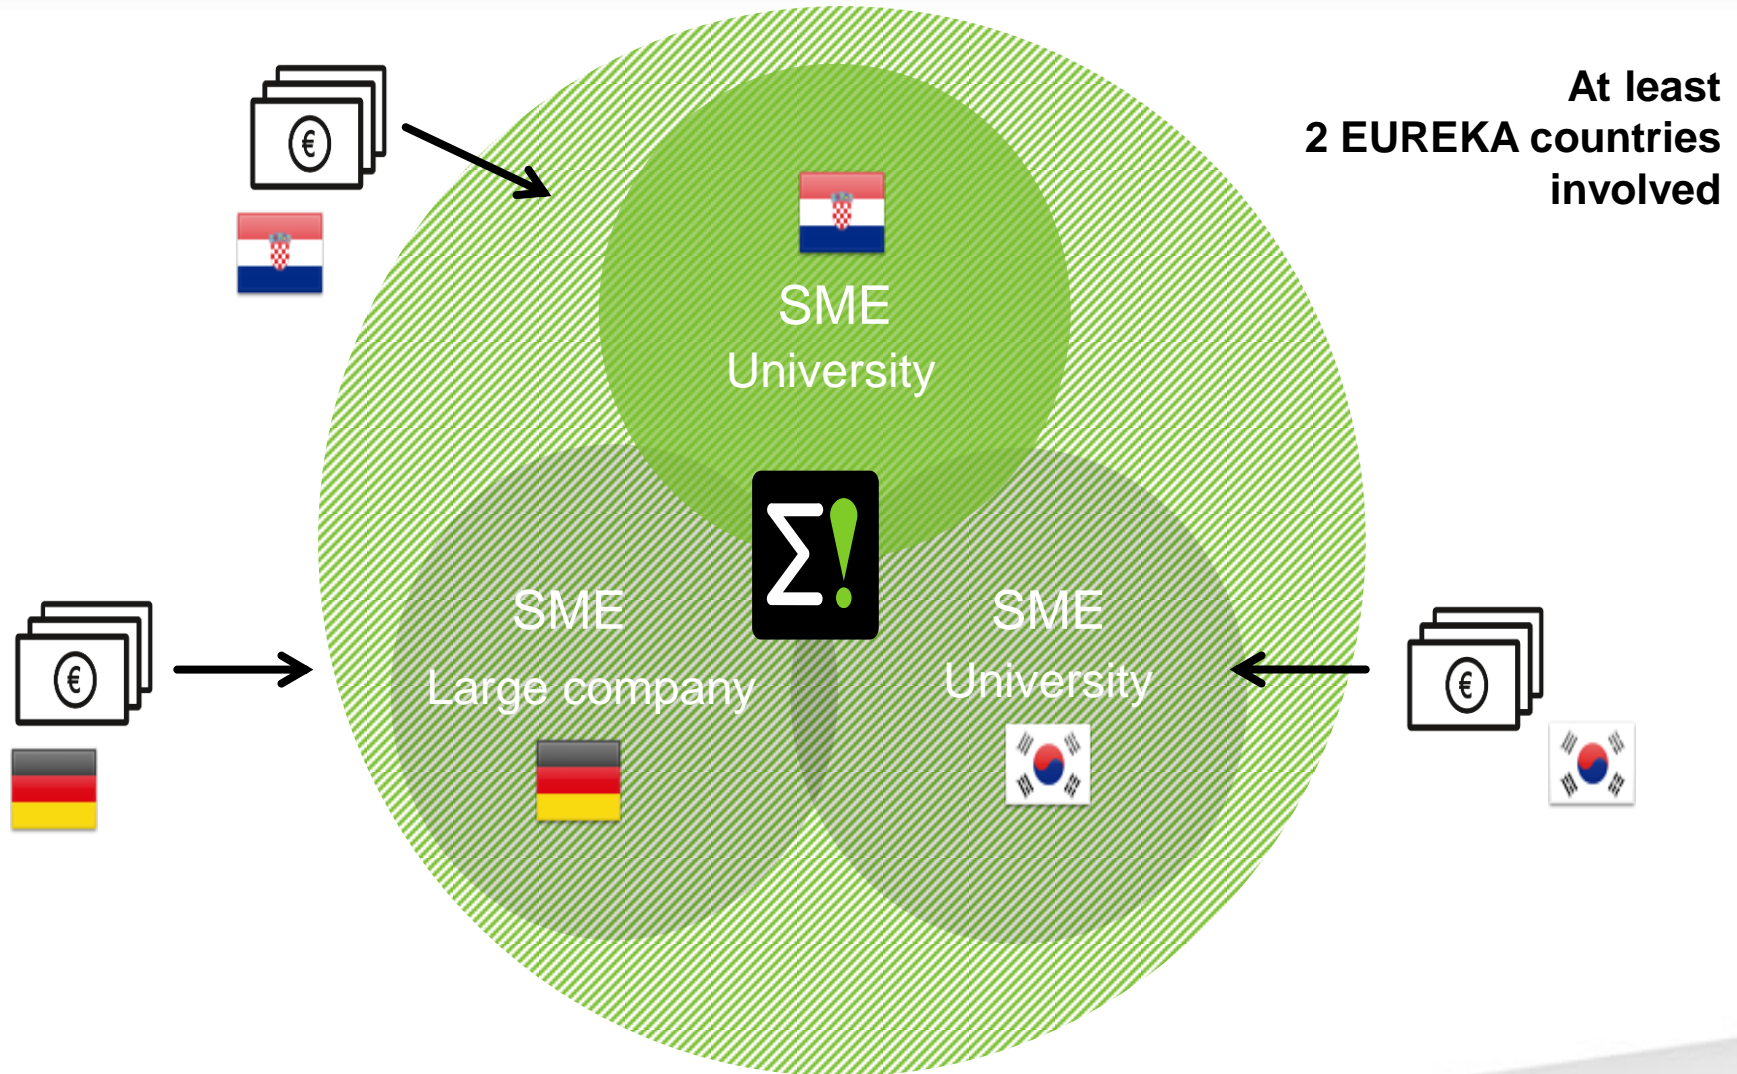 At least
2 EUREKA countries
involved
€
SME
University
Σ!
SME
Large company
SME
University
€
€